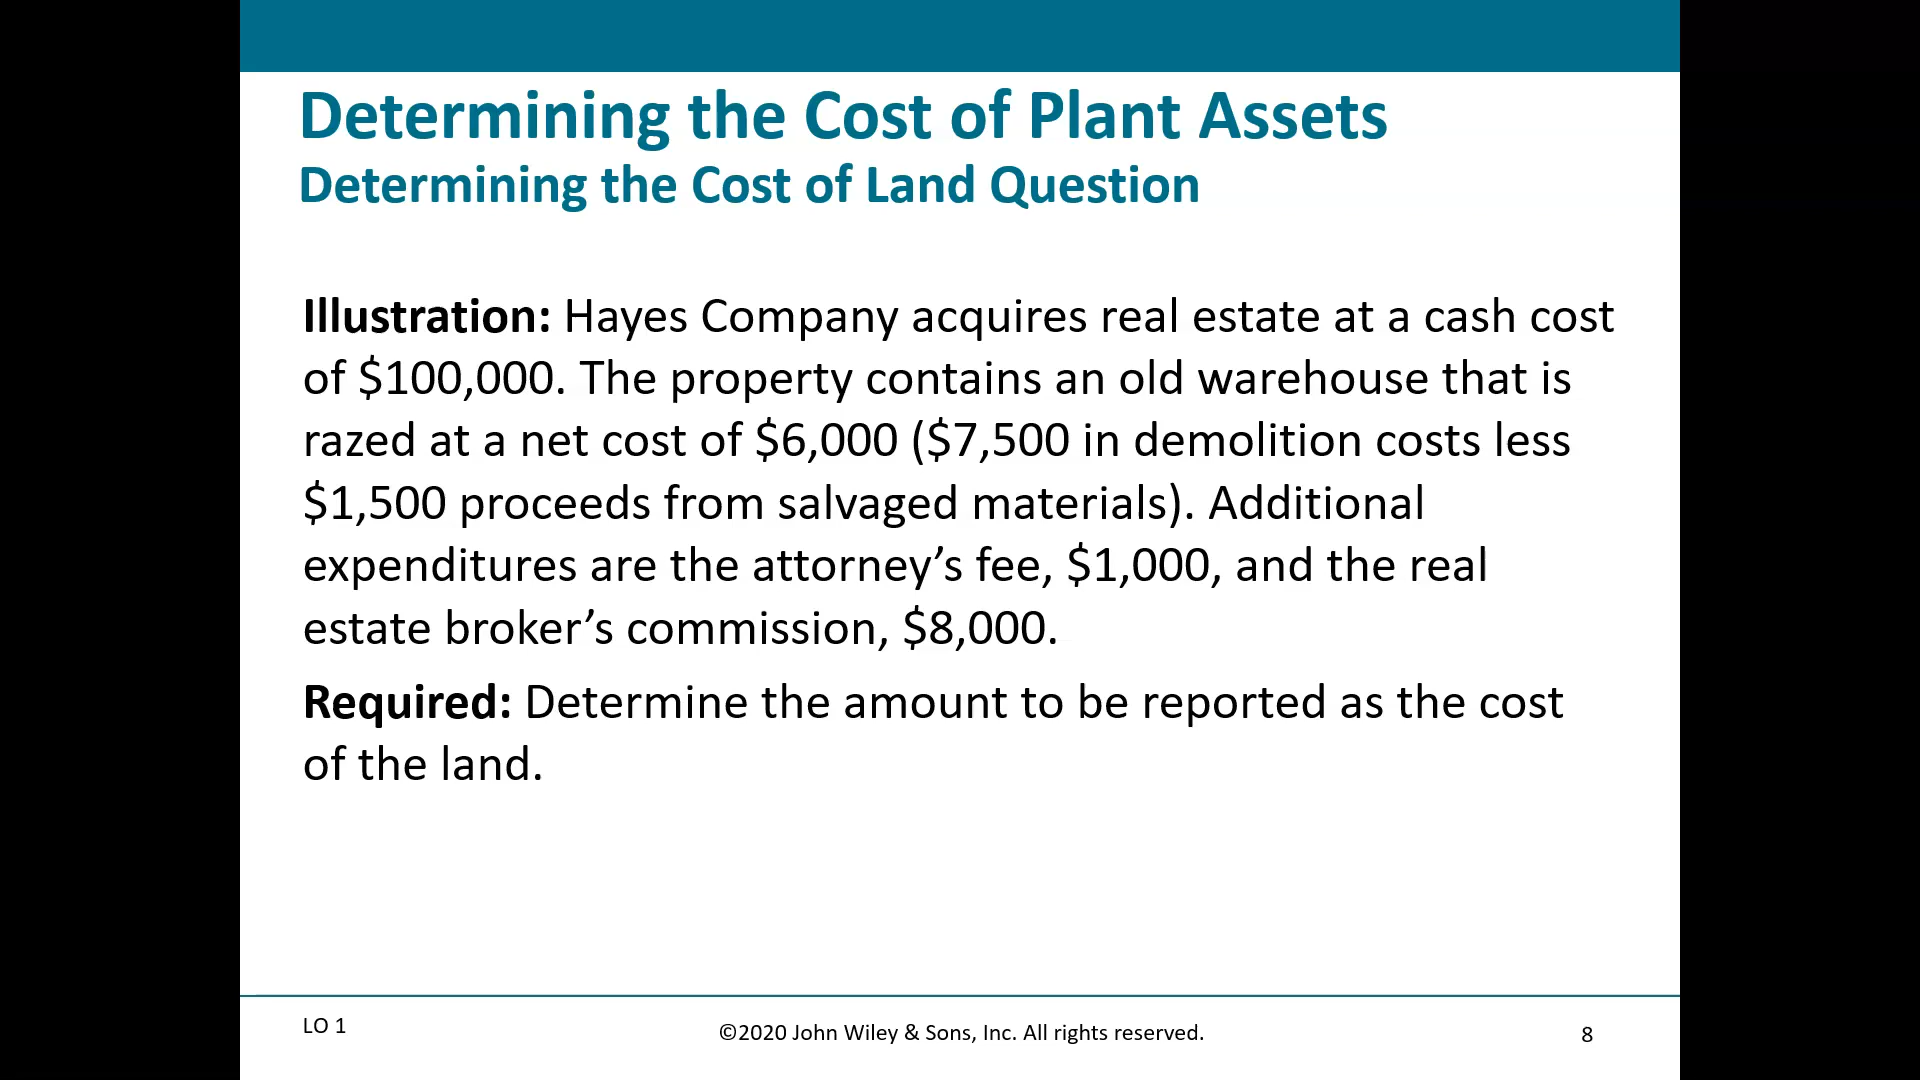 Determining the Cost of Plant Assets
Determining the Cost of Land Question
Illustration: Hayes Company acquires real estate at a cash cost
of $100,000. The property contains an old warehouse that is
razed at a net cost of $6,000 ($7,500 in demolition costs less
$1,500 proceeds from salvaged materials). Additional
expenditures are the attorney’s fee, $1,000, and the real
estate broker’s commission, $8,000.
Required: Determine the amount to be reported as the cost
of the land.
LO 1
©2020 John Wiley & Sons, Inc. All rights reserved.
8